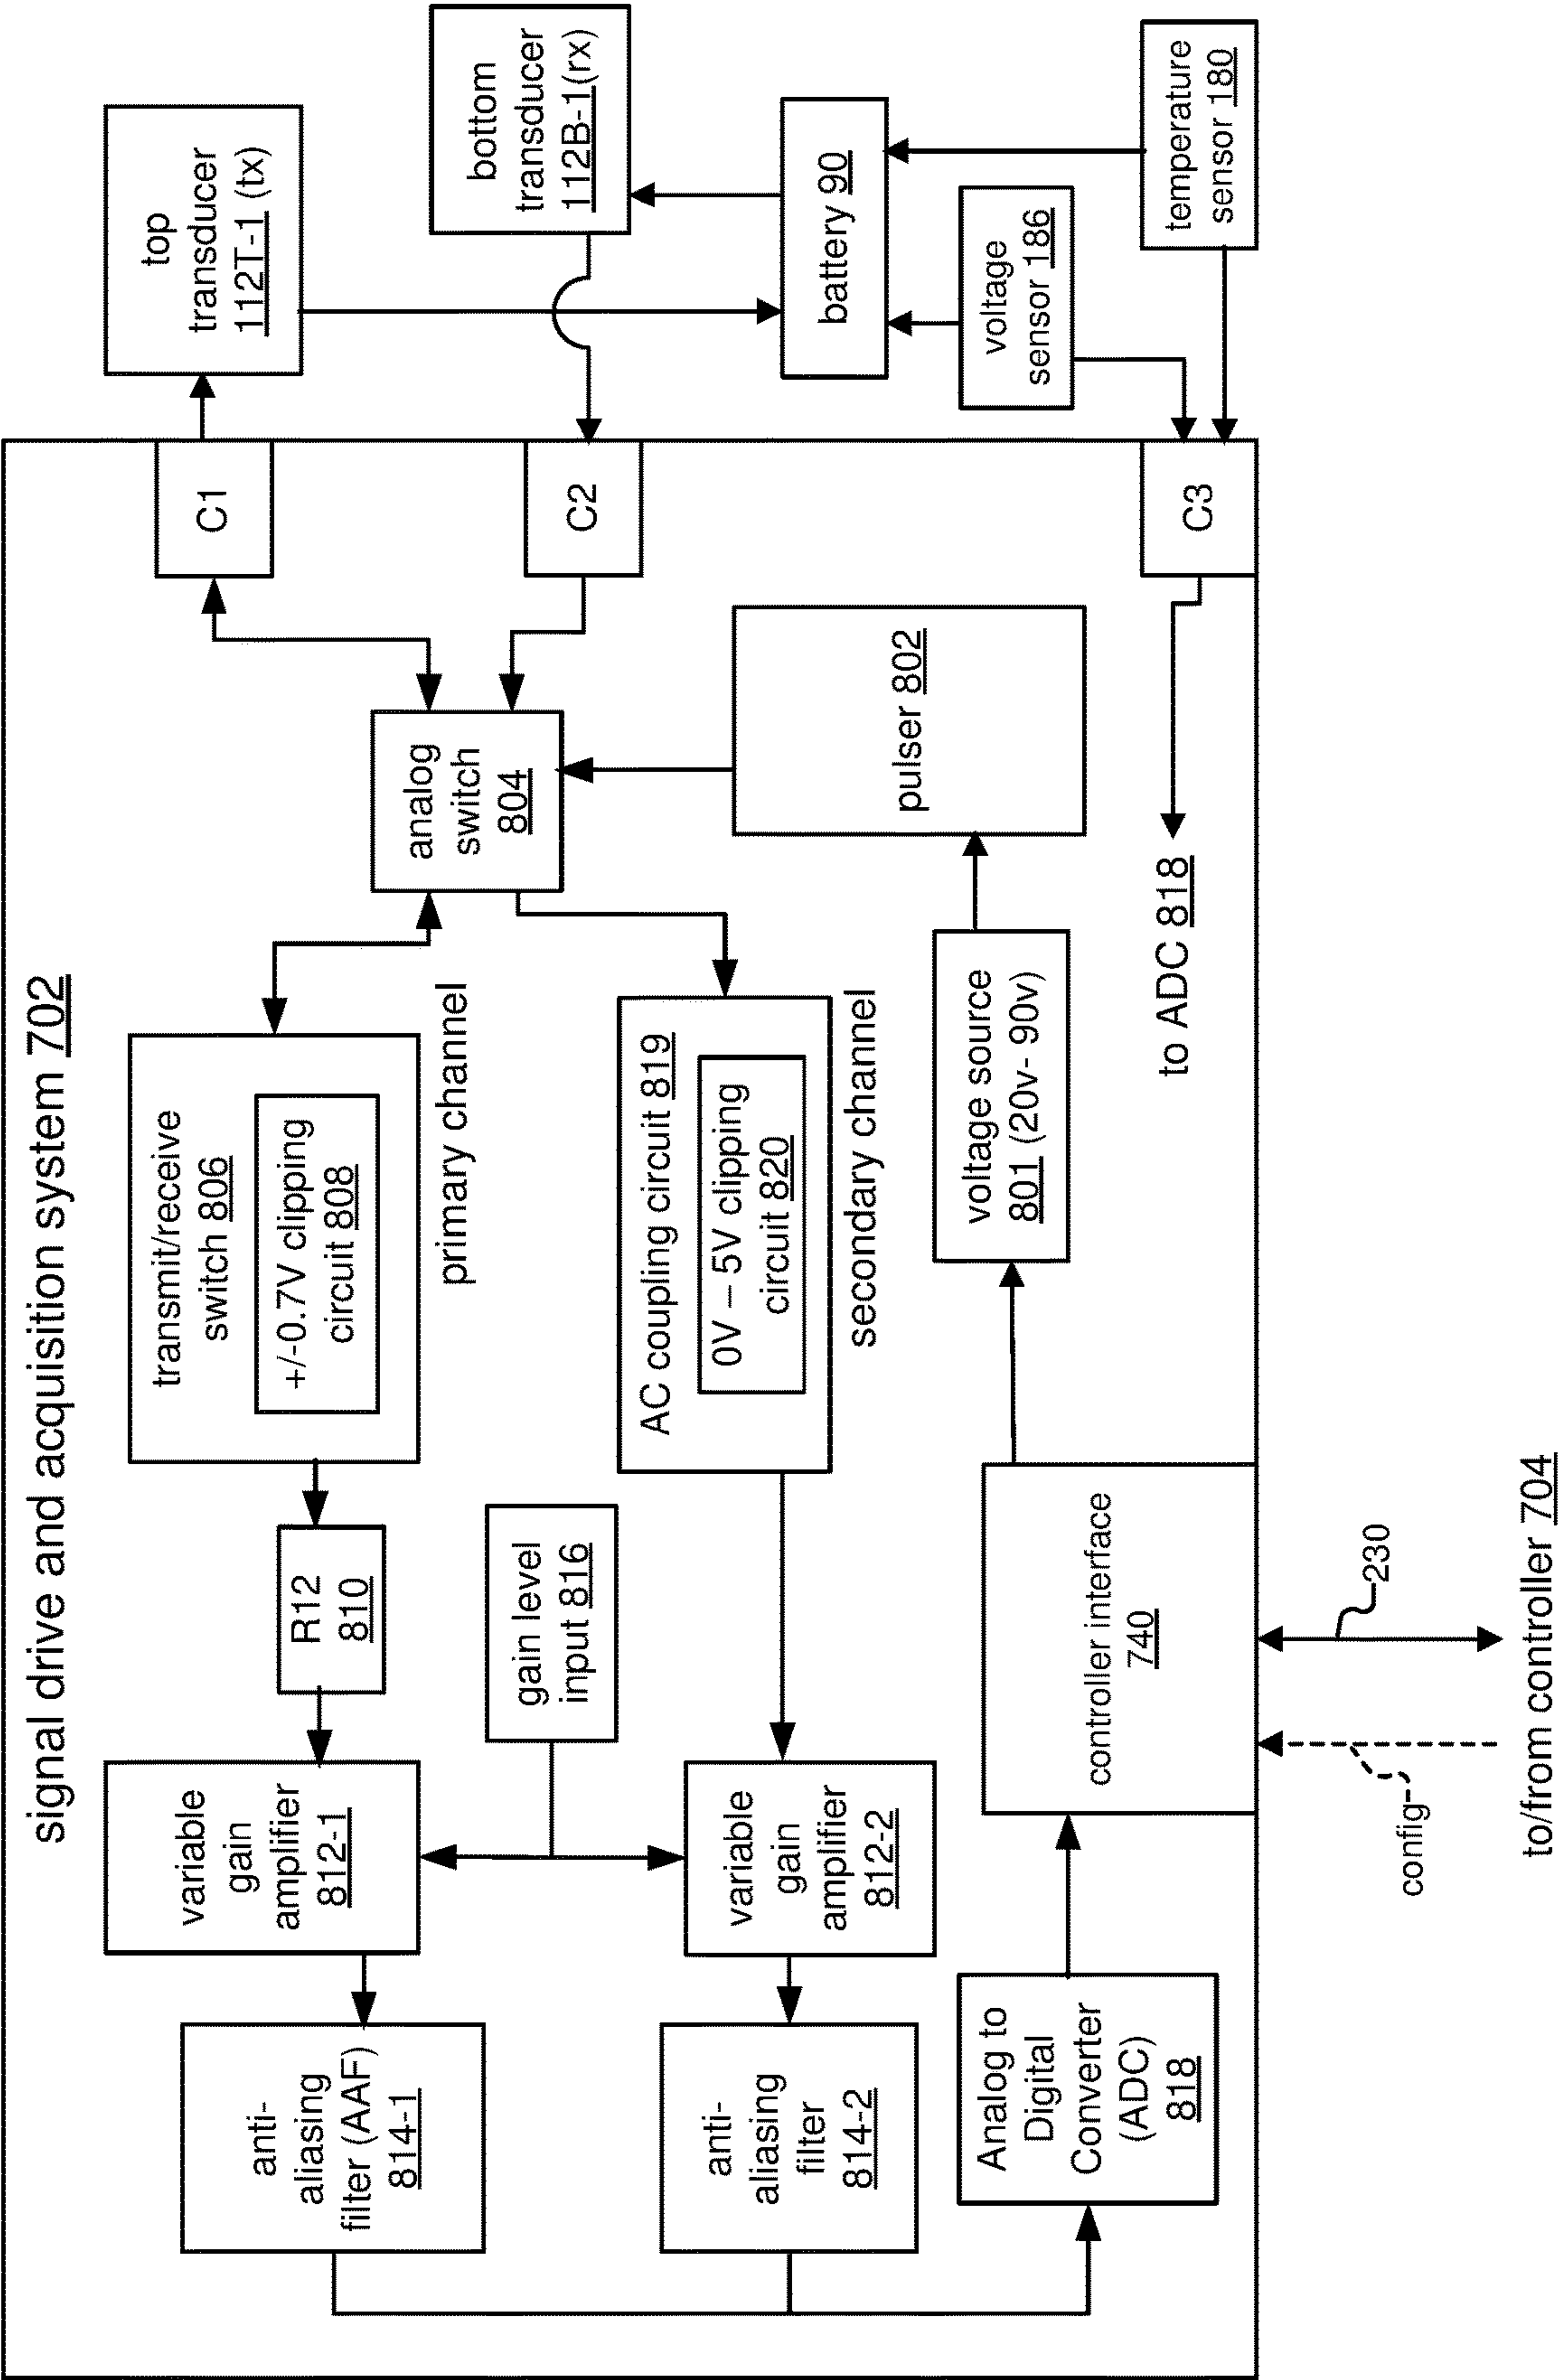 signal drive and acquisition system 702
anti-
aliasing
filter (AAF)
814-1
variable
gain
amplifier
812-1
R12
810
transmit/receive
switch 806
+/-0.7V clipping
circuit 808
primary channel
C1
top
transducer
112T-1 (tx)
gain level
input 816
analog
switch
804
C2
bottom
transducer
112B-1(rx)
anti-
aliasing
filter
814-2
variable
gain
amplifier
812-2
AC coupling circuit 819
0V – 5V clipping
circuit 820
secondary channel
pulser 802
battery 90
Analog to
Digital
Converter
(ADC)
818
controller interface
740
voltage source
801 (20v- 90v)
to ADC 818
C3
voltage
sensor 186
temperature
sensor 180
config
230
to/from controller 704